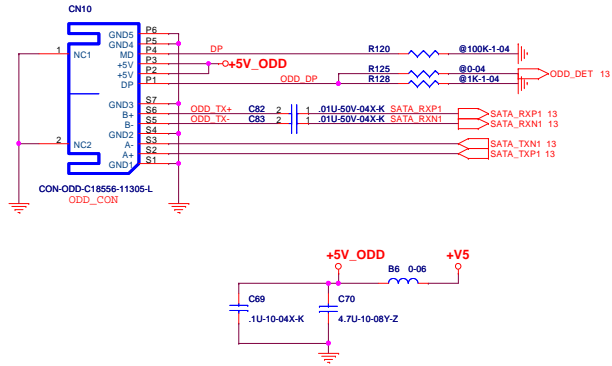 CN10
P6
GND5
P5
GND4
1
NC1
MD
P4
DP
R120
@100K-1-04
+5V
P3
+5V_ODD
+5V
P2
R125
@0-04
ODD_DET 13
DP
P1
ODD_DP
R128
@1K-1-04
GND3
S7
B+
S6
ODD_TX+
C82
2
1
.01U-50V-04X-K
SATA_RXP1
SATA_RXP1 13
B-
S5
ODD_TX-
C83
2
1
.01U-50V-04X-K
SATA_RXN1
SATA_RXN1 13
GND2
S4
2
NC2
A-
S3
SATA_TXN1 13
A+
S2
SATA_TXP1 13
GND1
S1
CON-ODD-C18556-11305-L
ODD_CON
+5V_ODD
+V5
B6 0-06
C69
C70
.1U-10-04X-K
4.7U-10-08Y-Z